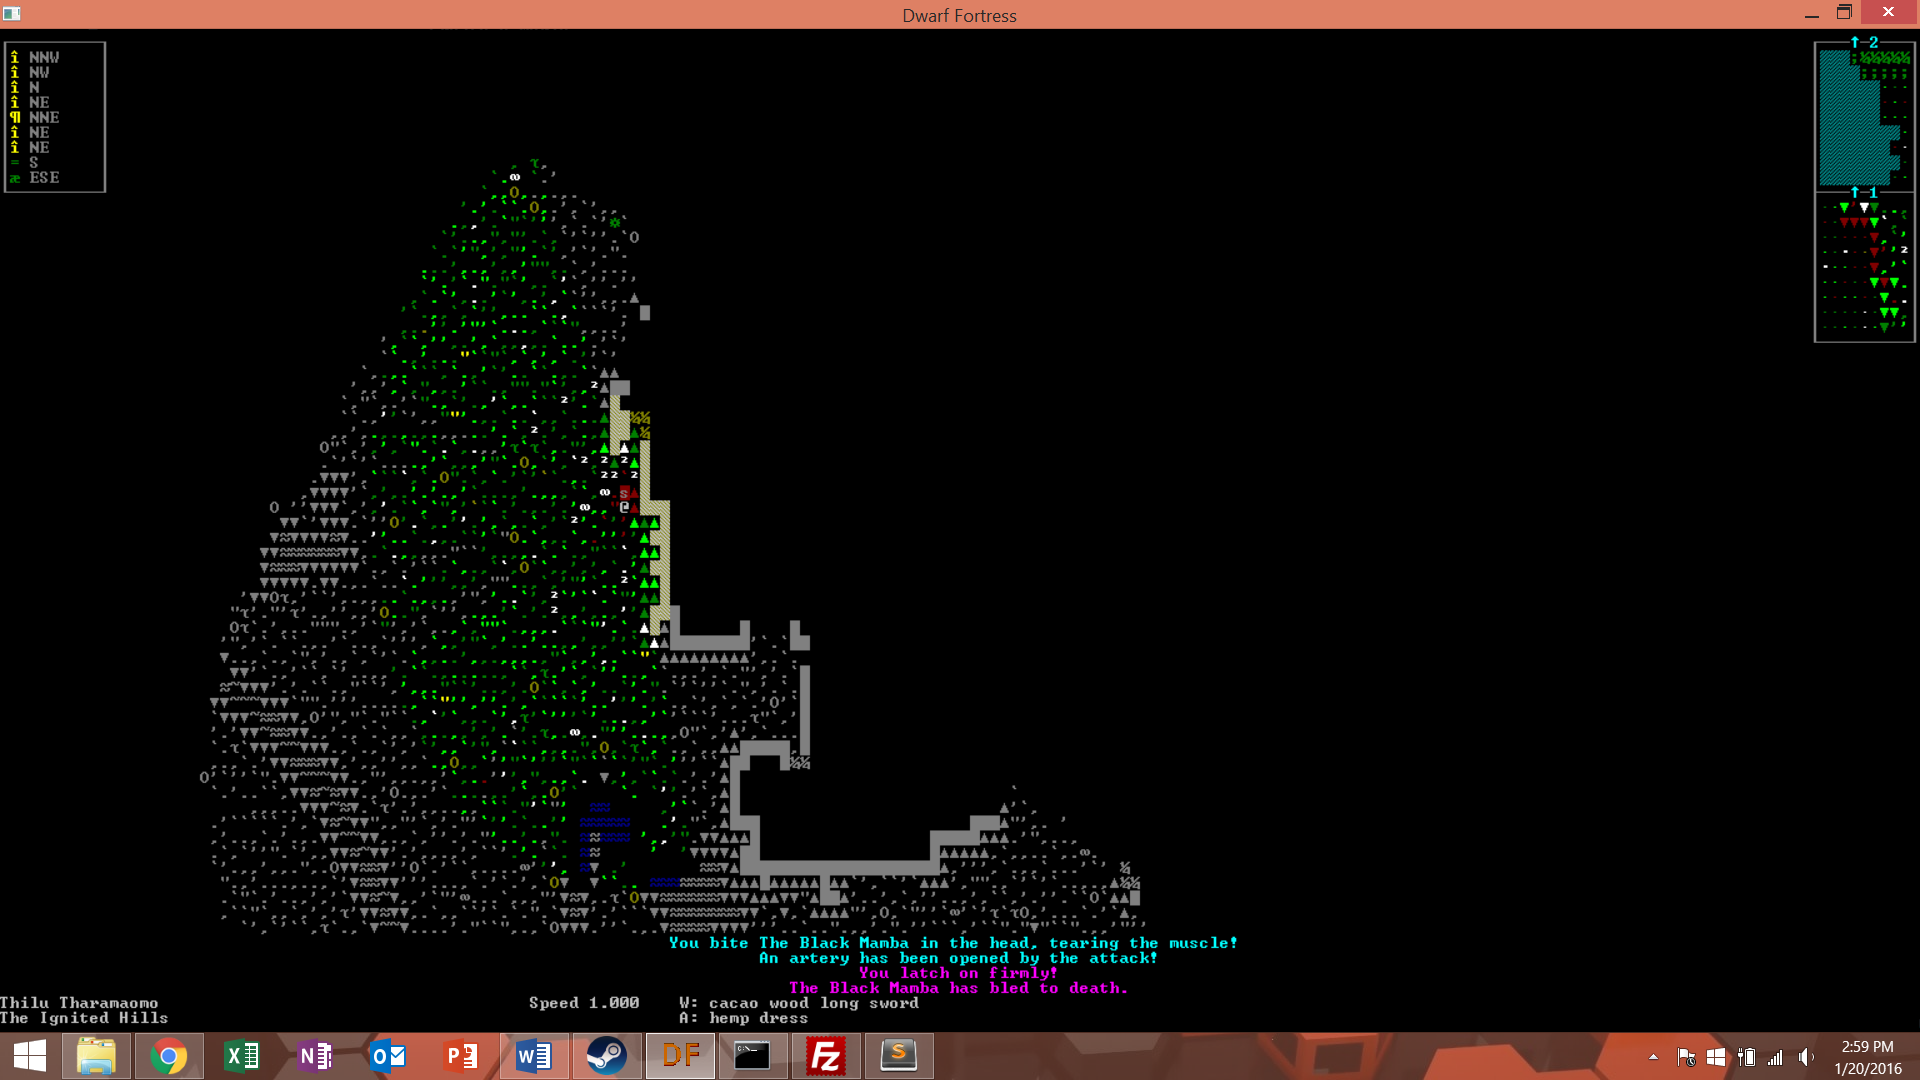 Dwarf Fortress
NNW
NW
N
NE
NNE
NE
NE
S
ESE
2
1
You bite The Black Mamba in the head, tearing the muscle!
An artery has been opened by the attack!
You latch on firmly!
The Black Mamba has bled to death.
Thilu Tharamaomo
Speed 1.000
W: cacao wood long sword
The Ignited Hills
A: hemp dress
DF
2:59 PM
1/20/2016